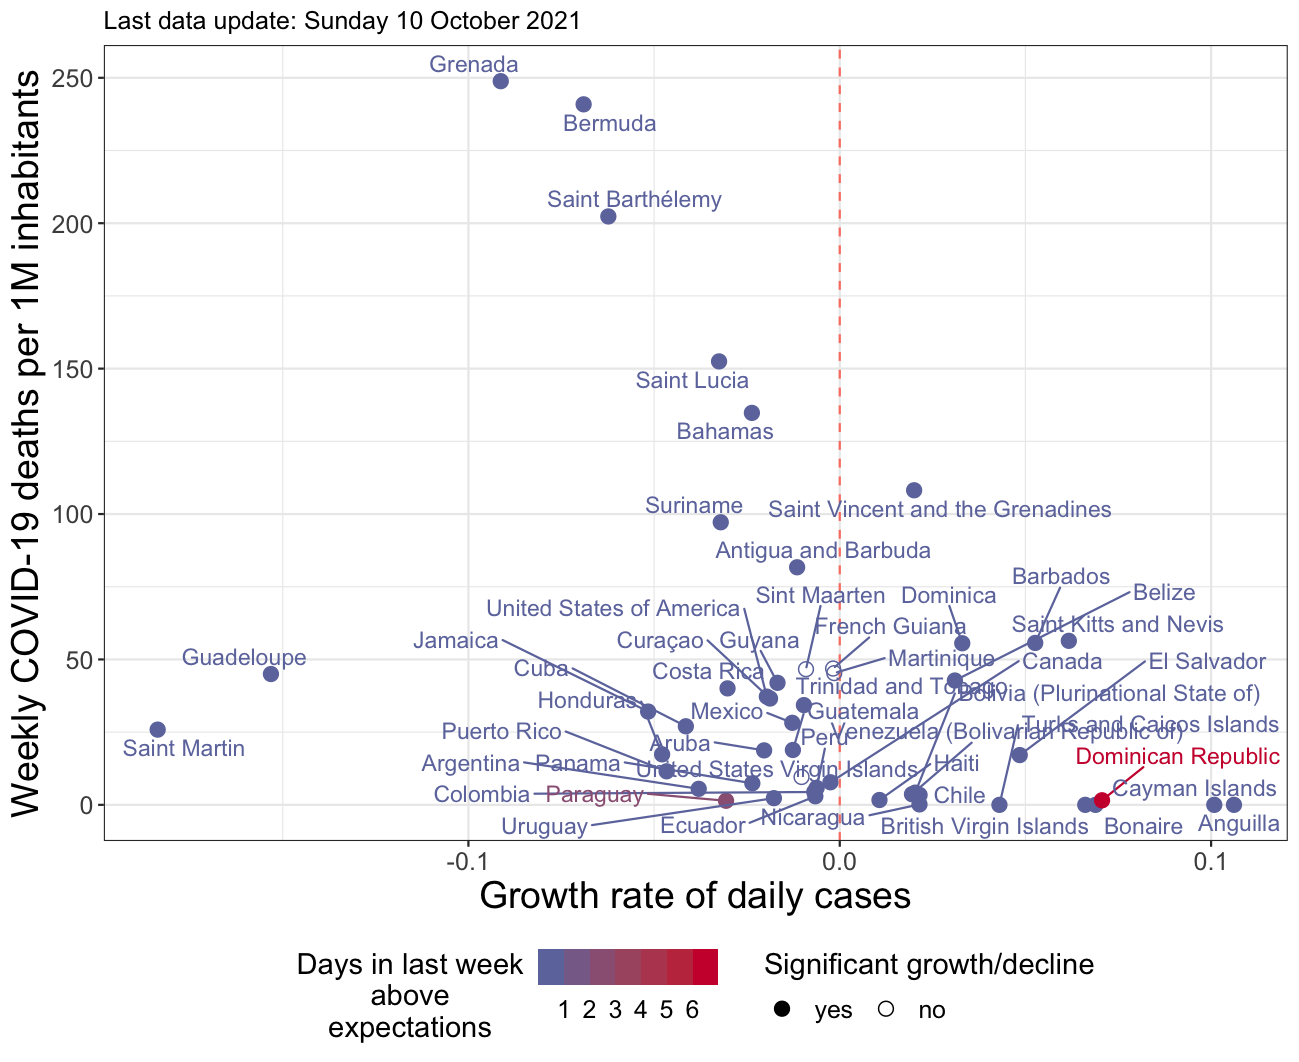 Last data update: Sunday 10 October 2021
Weekly COVID-19 deaths per 1M inhabitants
250
200
150
100
50
0
Grenada
Bermuda
Saint Barthélemy
Saint Lucia
Bahamas
Suriname
Saint Vincent and the Grenadines
Antigua and Barbuda
Barbados
Sint Maarten
Dominica
Belize
United States of America
Saint Kitts and Nevis
French Guiana
Jamaica
Curaçao
Guyana
Guadeloupe
Martinique
Canada
El Salvador
Cuba
Costa Rica
Trinidad and Tobago
Bolivia (Plurinational State of)
Honduras
Mexico
Guatemala
Turks and Caicos Islands
Puerto Rico
Peru
Venezuela (Bolivarian Republic of)
Saint Martin
Aruba
Dominican Republic
Argentina
Panama
United States Virgin Islands
Haiti
Colombia
Paraguay
Chile
Cayman Islands
Uruguay
Ecuador
Nicaragua
British Virgin Islands
Bonaire
Anguilla
-0.1
0.0
0.1
Growth rate of daily cases
Days in last week
above
expectations
1 2 3 4 5 6
Significant growth/decline
yes
no